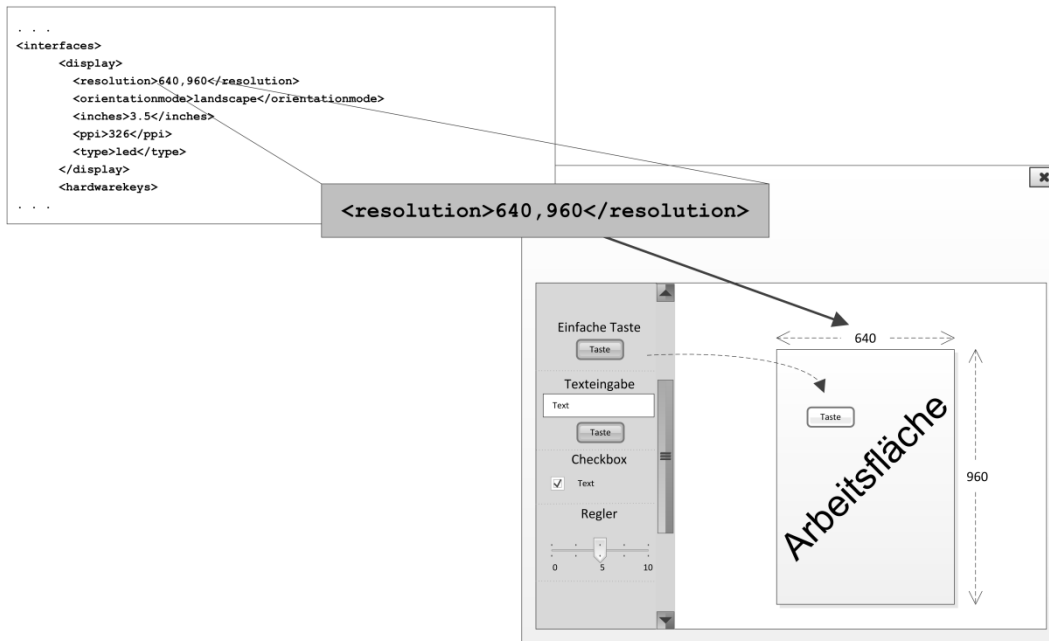 . . .
<interfaces>
<display>
<resolution>640,960</resolution>
<orientationmode>landscape</orientationmode>
<inches>3.5</inches>
<ppi>326</ppi>
<type>led</type>
</display>
<hardwarekeys>
. . .
<resolution>640,960</resolution>
Einfache Taste
Taste
Texteingabe
Text
Taste
Checkbox
Text
Regler
0 5 10
640
Taste
Arbeitsfläche
960